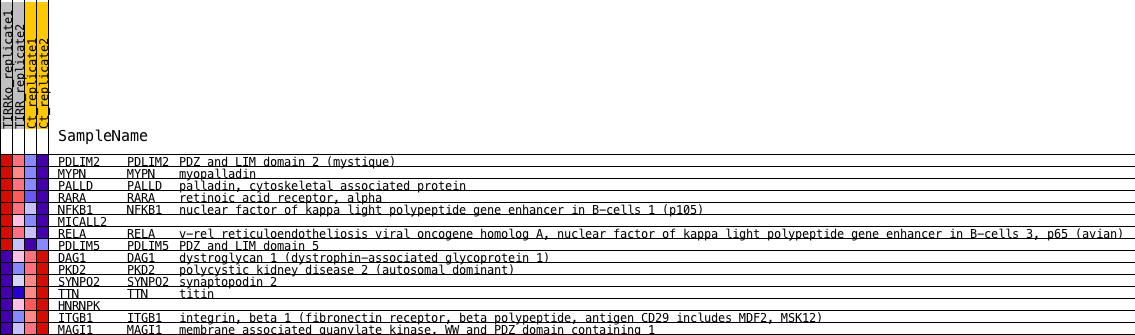 TIRRko_replicate1
TIRR_replicate2
Ct_replicate1
Ct_replicate2
SampleName
PDLIM2 PDLIM2 PDZ and LIM domain 2 (mystique)
MYPN MYPN myopalladin
PALLD PALLD palladin, cytoskeletal associated protein
RARA RARA retinoic acid receptor, alpha
NFKB1 NFKB1 nuclear factor of kappa light polypeptide gene enhancer in B-cells 1 (p105)
MICALL2
RELA RELA v-rel reticuloendotheliosis viral oncogene homolog A, nuclear factor of kappa light polypeptide gene enhancer in B-cells 3, p65 (avian)
PDLIM5 PDLIM5 PDZ and LIM domain 5
DAG1 DAG1 dystroglycan 1 (dystrophin-associated glycoprotein 1)
PKD2 PKD2 polycystic kidney disease 2 (autosomal dominant)
SYNPO2 SYNPO2 synaptopodin 2
TTN TTN titin
HNRNPK
ITGB1 ITGB1 integrin, beta 1 (fibronectin receptor, beta polypeptide, antigen CD29 includes MDF2, MSK12)
MAGI1 MAGI1 membrane associated guanylate kinase, WW and PDZ domain containing 1